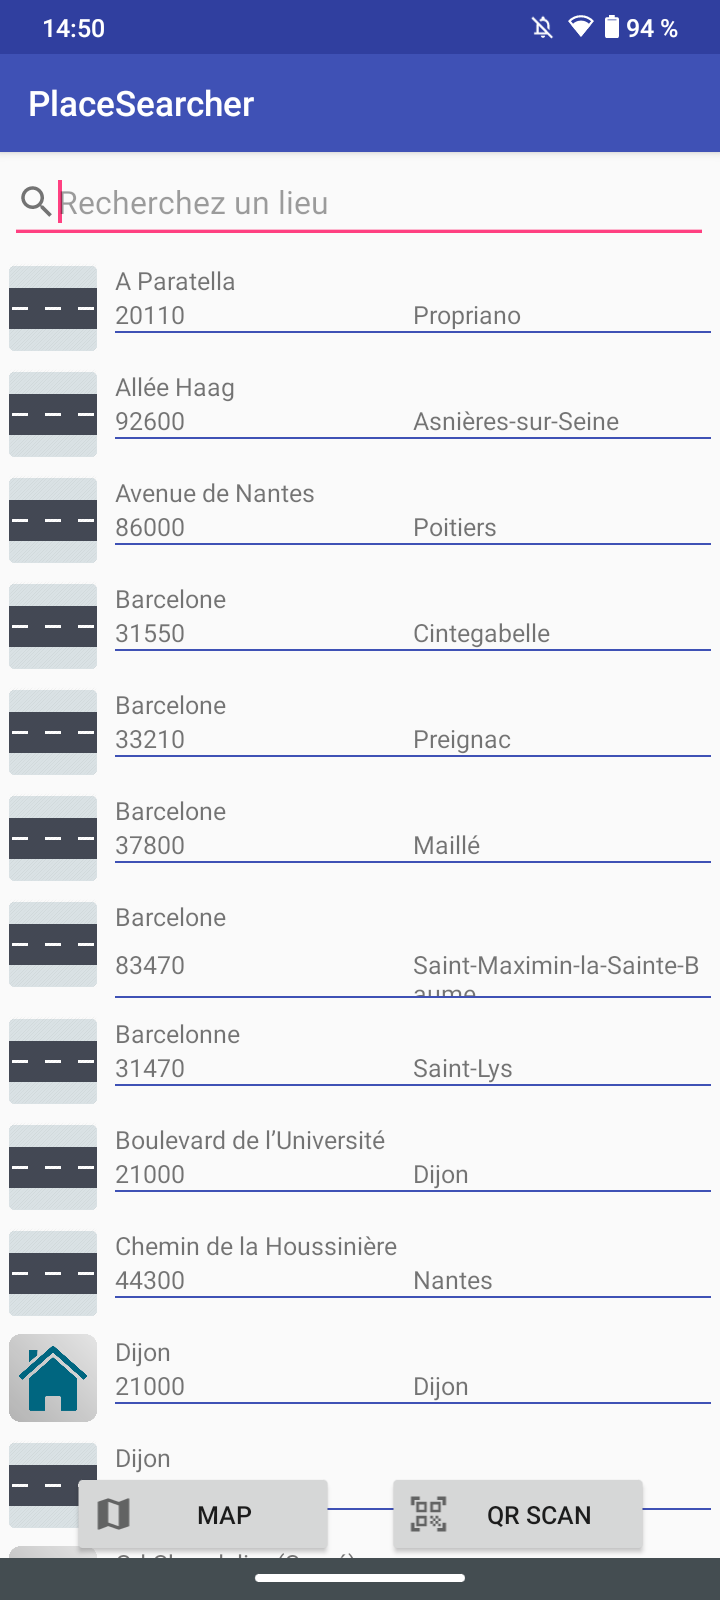 14:50 94 %
PlaceSearcher
Recherchez un lieu
A Paratella
20110 Propriano
Allée Haag
92600 Asnières-sur-Seine
Avenue de Nantes
86000 Poitiers
Barcelone
31550 Cintegabelle
Barcelone
33210 Preignac
Barcelone
37800 Maillé
Barcelone
83470 Saint-Maximin-la-Sainte-B
aume
Barcelonne
31470 Saint-Lys
Boulevard de l’Université
21000 Dijon
Chemin de la Houssinière
44300 Nantes
Dijon
21000 Dijon
Dijon
MAP QR SCAN